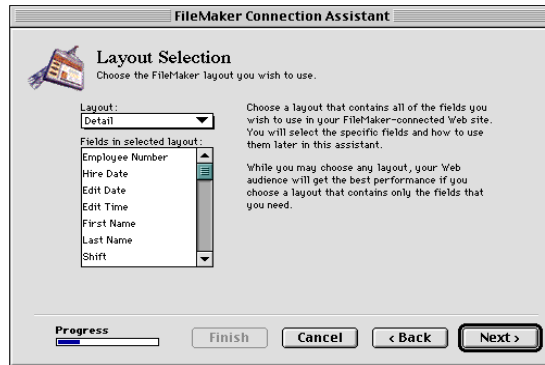 FileMaker Connection Assistant
Layout Selection
Choose the FileMaker layout you wish to use.
Layout:
Detail
Fields in selected layout:
Employee Number
Hire Date
Edit Date
Edit Time
First Name
Last Name
Shift
Choose a layout that contains all of the fields you
wish to use in your FileMaker-connected Web site.
You will select the specific fields and how to use
them later in this assistant.
While you may choose any layout, your Web
audience will get the best performance if you
choose a layout that contains only the fields that
you need.
Progress
Finish
Cancel
‹ Back
Next ›